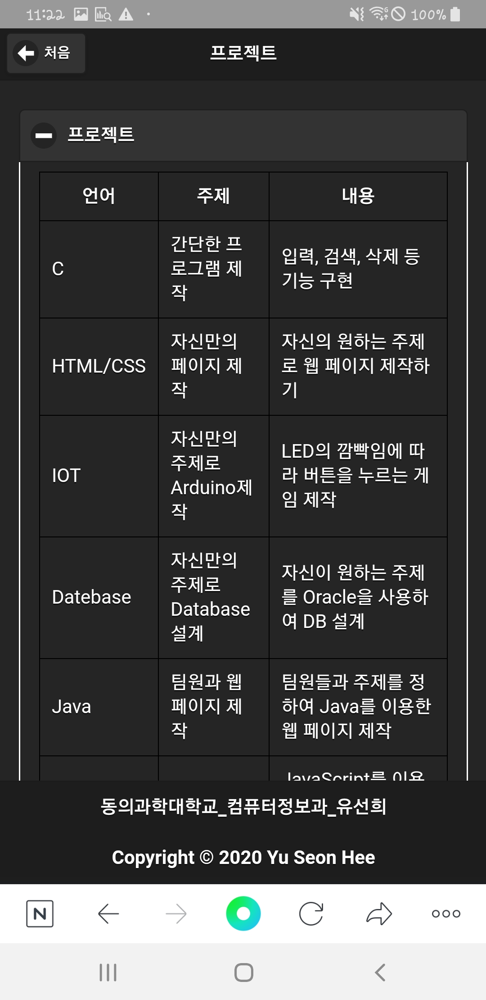 11:22
100%
처음
프로젝트
프로젝트
언어
주제
내용
C
간단한 프
로그램 제
작
입력, 검색, 삭제 등
기능 구현
HTML/CSS
자신만의
페이지 제
작
자신의 원하는 주제
로 웹 페이지 제작하
기
IOT
자신만의
주제로
Arduino제
작
LED의 깜빡임에 따
라 버튼을 누르는 게
임 제작
Datebase
자신만의
주제로
Database
설계
자신이 원하는 주제
를 Oracle을 사용하
여 DB 설계
Java
팀원과 웹
페이지 제
작
팀원들과 주제를 정
하여 Java를 이용한
웹 페이지 제작
JavaScript를 이용
동의과학대학교_컴퓨터정보과_유선희
Copyright © 2020 Yu Seon Hee
N